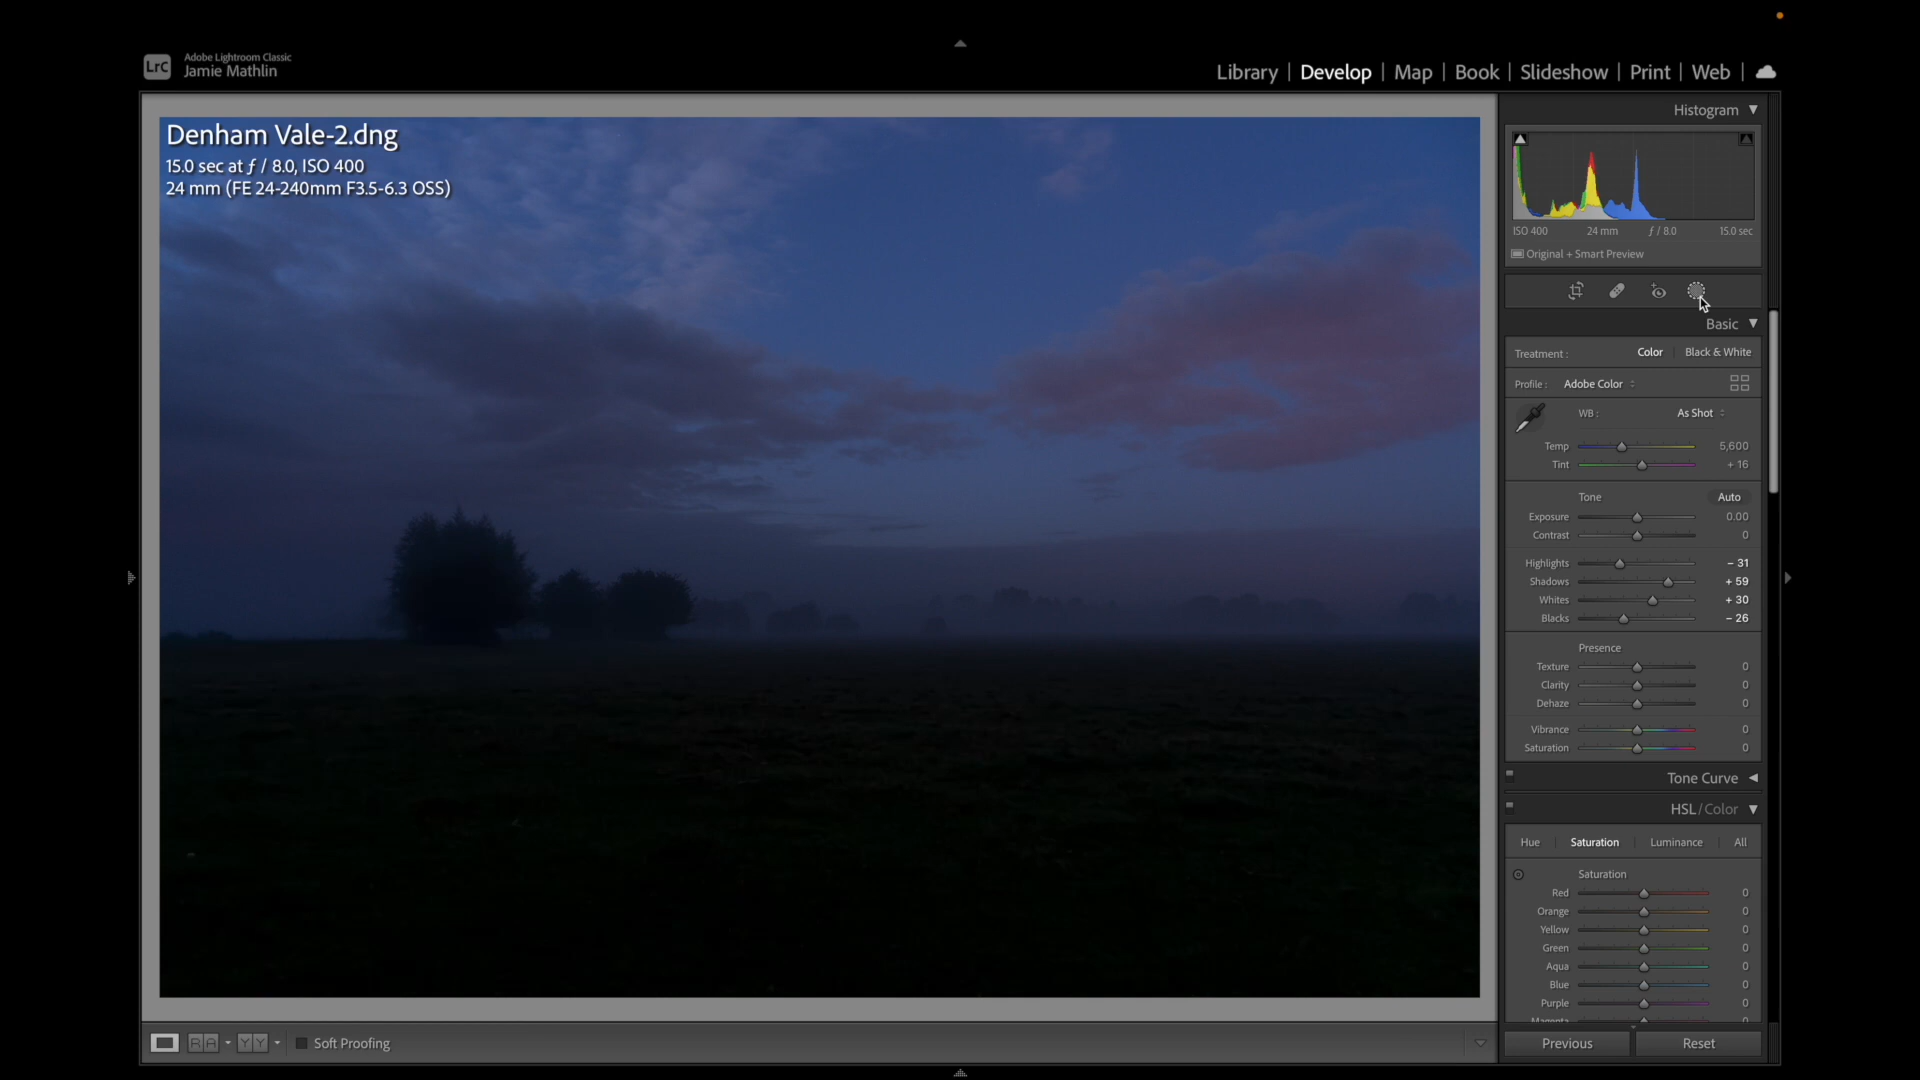 LrC
Adobe Lightroom Classic
Jamie Mathlin
Library | Develop | Map | Book | Slideshow | Print | Web |
Denham Vale-2.dng
15.0 sec at ƒ / 8.0, ISO 400
24 mm (FE 24-240mm F3.5-6.3 OSS)
Histogram
ISO 400 24 mm ƒ / 8.0 15.0 sec
Original + Smart Preview
Basic
Treatment : Color | Black & White
Profile : Adobe Color
WB : As Shot
Temp 5,600
Tint + 16
Tone Auto
Exposure 0.00
Contrast 0
Highlights – 31
Shadows + 59
Whites + 30
Blacks – 26
Presence
Texture 0
Clarity 0
Dehaze 0
Vibrance 0
Saturation 0
Tone Curve
HSL / Color
Hue | Saturation | Luminance | All
Saturation
Red 0
Orange 0
Yellow 0
Green 0
Aqua 0
Blue 0
Purple 0
Magenta
R A Y Y Soft Proofing
Previous Reset